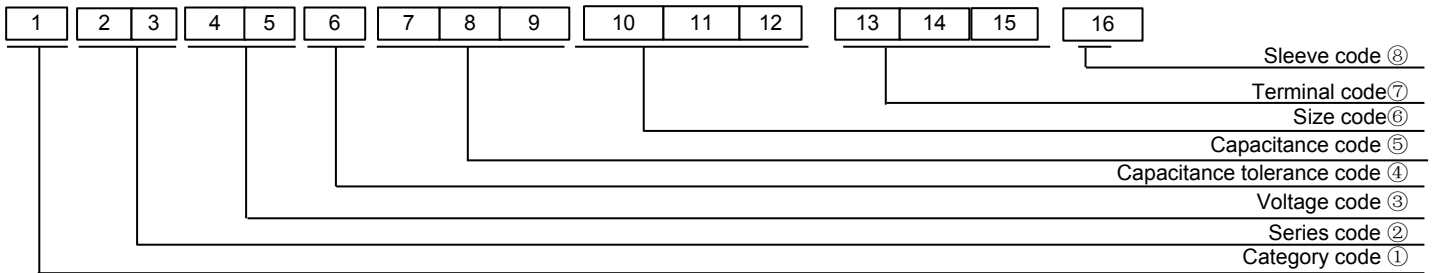 1 2 3 4 5 6 7 8 9 10 11 12 13 14 15 16
Sleeve code ⑧
Terminal code⑦
Size code⑥
Capacitance code ⑤
Capacitance tolerance code ④
Voltage code ③
Series code ②
Category code ①